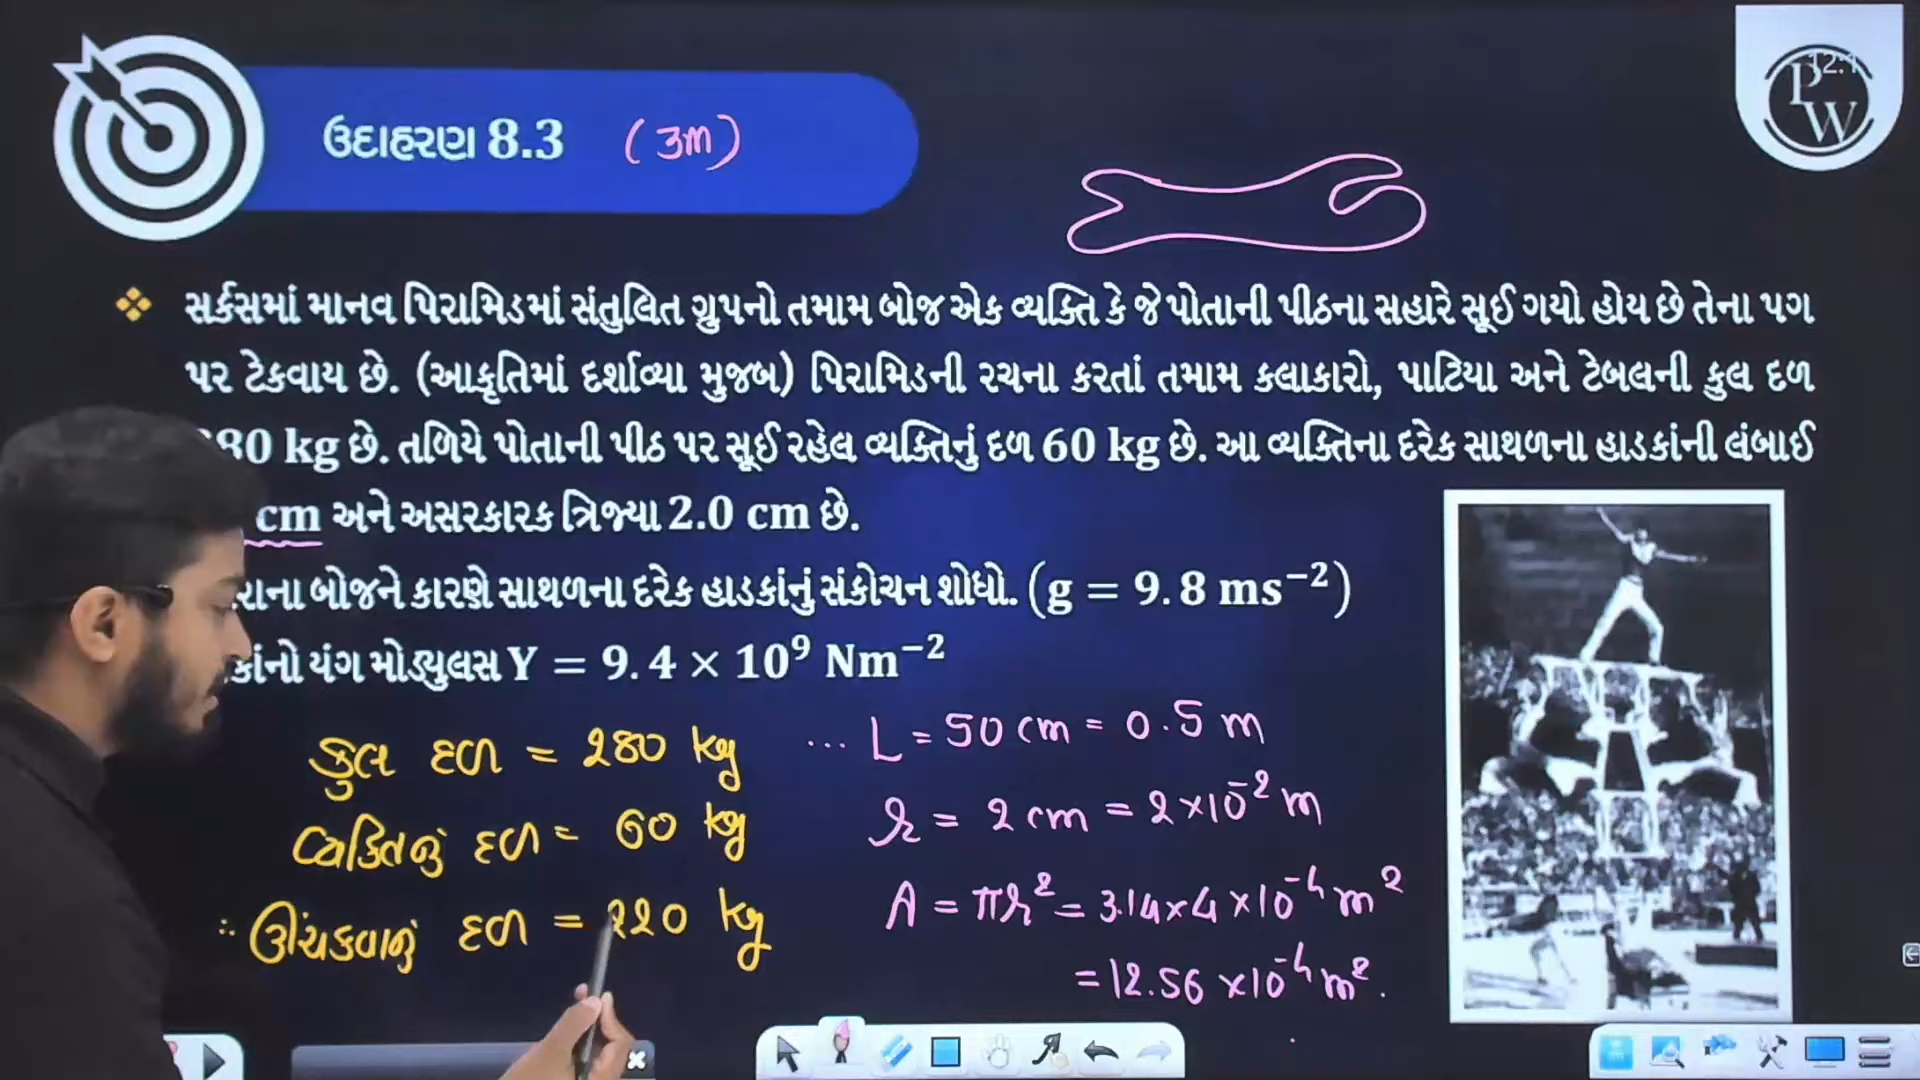 12:1
PW
ઉદાહરણ 8.3 (3m)
સર્કસમાં માનવ પિરામિડમાં સંતુલિત ગ્રુપનો તમામ બોજ એક વ્યક્તિ કે જે પોતાની પીઠના સહારે સૂઈ ગયો હોય છે તેના પગ
પર ટેકવાય છે. (આકૃતિમાં દર્શાવ્યા મુજબ) પિરામિડની રચના કરતાં તમામ કલાકારો, પાટિયા અને ટેબલની કુલ દળ
80 kg છે. તળિયે પોતાની પીઠ પર સૂઈ રહેલ વ્યક્તિનું દળ 60 kg છે. આ વ્યક્તિના દરેક સાથળના હાડકાંની લંબાઈ
cm અને અસરકારક ત્રિજ્યા 2.0 cm છે.
બોજને કારણે સાથળના દરેક હાડકાંનું સંકોચન શોધો. (g = 9.8 ms⁻²)
યંગ મોડ્યુલસ Y = 9.4 × 10⁹ Nm⁻²
કુલ દળ = 280 kg
વ્યક્તિનું દળ = 60 kg
∴ ઊંચકવાનું દળ = 220 kg
... L = 50 cm = 0.5 m
r = 2 cm = 2 × 10⁻² m
A = πr² = 3.14 × 4 × 10⁻⁴ m²
= 12.56 × 10⁻⁴ m².